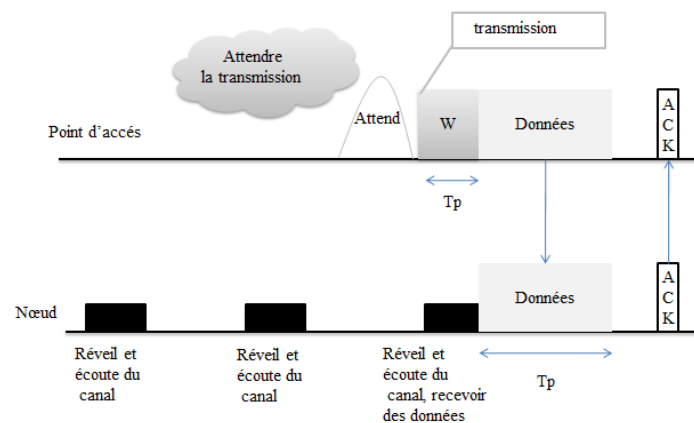 transmission
Attendre
la transmission
Attend
W
Données
A
C
K
Point d'accés
Tp
Nœud
Données
A
C
K
Réveil et
écoute du
canal
Réveil et
écoute du
canal
Réveil et
écoute du
canal, recevoir
des données
Tp